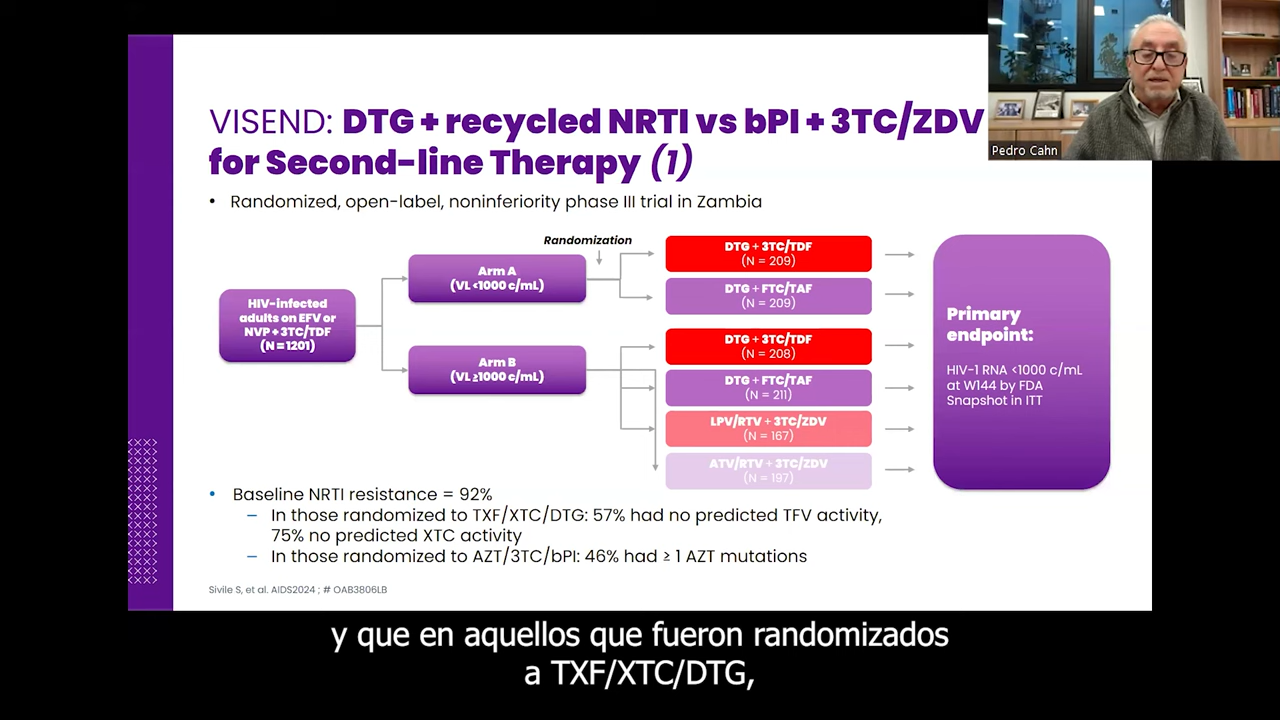 VISEND: DTG + recycled NRTI vs bPI + 3TC/ZDV
for Second-line Therapy (1)
Pedro Cahn
• Randomized, open-label, noninferiority phase III trial in Zambia
Randomization
HIV-infected
adults on EFV or
NVP + 3TC/TDF
(N = 1201)
Arm A
(VL <1000 c/mL)
Arm B
(VL ≥1000 c/mL)
DTG + 3TC/TDF
(N = 209)
DTG + FTC/TAF
(N = 209)
DTG + 3TC/TDF
(N = 208)
DTG + FTC/TAF
(N = 211)
LPV/RTV + 3TC/ZDV
(N = 167)
ATV/RTV + 3TC/ZDV
(N = 197)
Primary
endpoint:
HIV-1 RNA <1000 c/mL
at W144 by FDA
Snapshot in ITT
• Baseline NRTI resistance = 92%
– In those randomized to TXF/XTC/DTG: 57% had no predicted TFV activity,
75% no predicted XTC activity
– In those randomized to AZT/3TC/bPI: 46% had ≥ 1 AZT mutations
Sivile S, et al. AIDS2024 ; # OAB3806LB
y que en aquellos que fueron randomizados
a TXF/XTC/DTG,